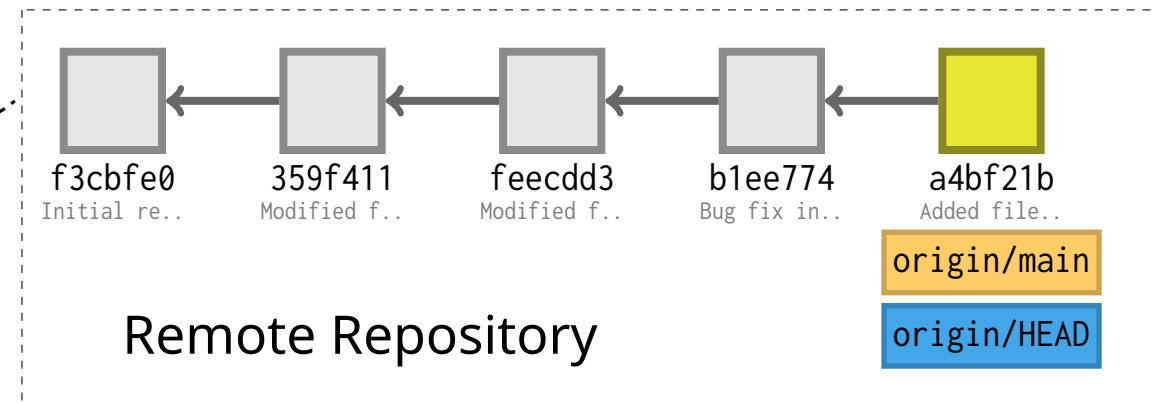 f3cbfe0 359f411 feecdd3 b1ee774 a4bf21b
Initial re.. Modified f.. Modified f.. Bug fix in.. Added file..
origin/main
Remote Repository
origin/HEAD